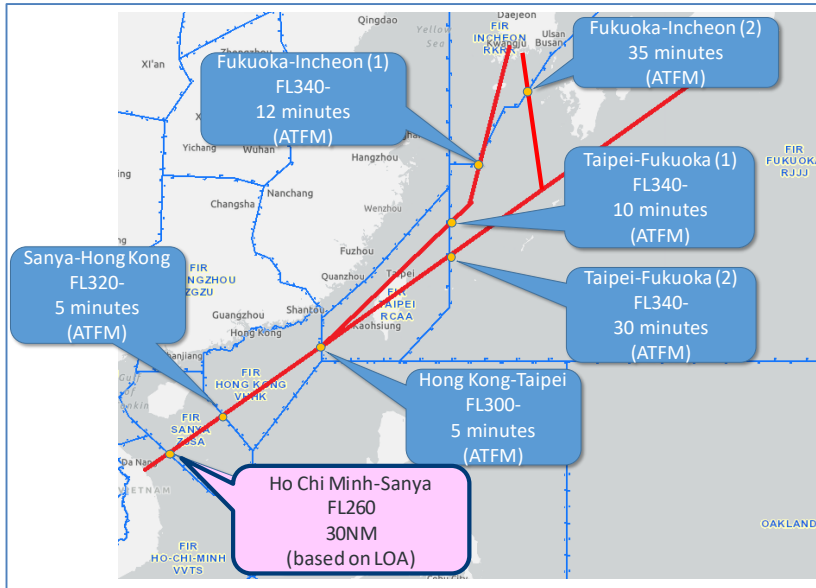 Qingdao
Yellow
Sea
Daejeon
FIR
INCHEON
RKRR
Kwangju
Ulsan
Busan
Xi'an
Fukuoka-Incheon (1)
FL340-
12 minutes
(ATFM)
Fukuoka-Incheon (2)
35 minutes
(ATFM)
Yichang
Wuhan
Hangzhou
FIR
FUKUOKA
RJJJ
Nanchang
Changsha
Wenzhou
Taipei-Fukuoka (1)
FL340-
10 minutes
(ATFM)
Sanya-Hong Kong
FL320-
5 minutes
(ATFM)
Fuzhou
Quanzhou
Taipei
FIR
TAIPEI
RCAA
Kaohsiung
Shantou
Guangzhou
Hong Kong
Taipei-Fukuoka (2)
FL340-
30 minutes
(ATFM)
FIR
HONG KONG
VHHK
Hong Kong-Taipei
FL300-
5 minutes
(ATFM)
FIR
SANYA
ZJSA
Da Nang
VIETNAM
Ho Chi Minh-Sanya
FL260
30NM
(based on LOA)
FIR
HO-CHI-MINH
VVTS
OAKLAND
Cebu City